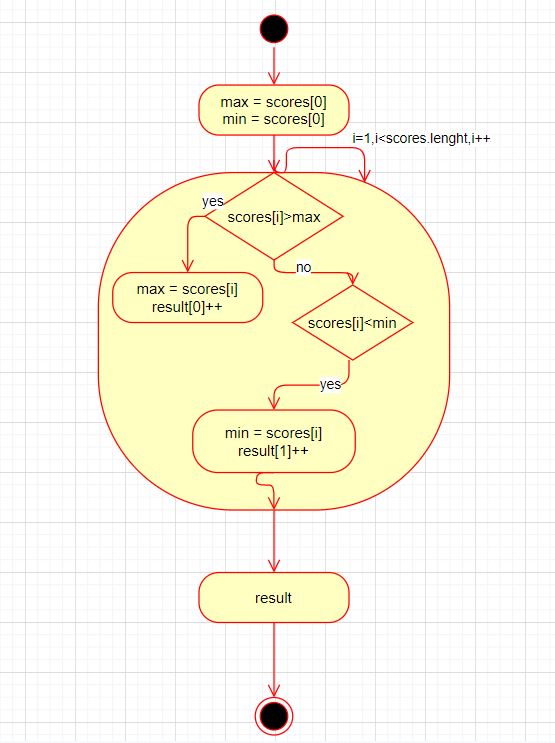 max = scores[0]
min = scores[0]
i=1,i<scores.lenght,i++
yes
scores[i]>max
no
max = scores[i]
result[0]++
scores[i]<min
yes
min = scores[i]
result[1]++
result